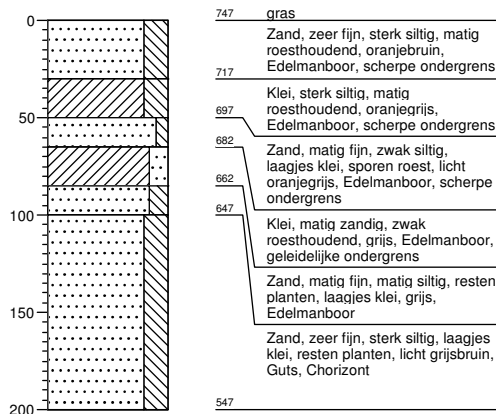 0
50
100
150
200
747 gras
Zand, zeer fijn, sterk siltig, matig
roesthoudend, oranjebruin,
Edelmanboor, scherpe ondergrens
717
Klei, sterk siltig, matig
roesthoudend, oranjegrijs,
Edelmanboor, scherpe ondergrens
697
Zand, matig fijn, zwak siltig,
laagjes klei, sporen roest, licht
oranjegrijs, Edelmanboor, scherpe
ondergrens
682
Klei, matig zandig, zwak
roesthoudend, grijs, Edelmanboor,
geleidelijke ondergrens
662
Zand, matig fijn, matig siltig, resten
planten, laagjes klei, grijs,
Edelmanboor
647
Zand, zeer fijn, sterk siltig, laagjes
klei, resten planten, licht grijsbruin,
Guts, Chorizont
547